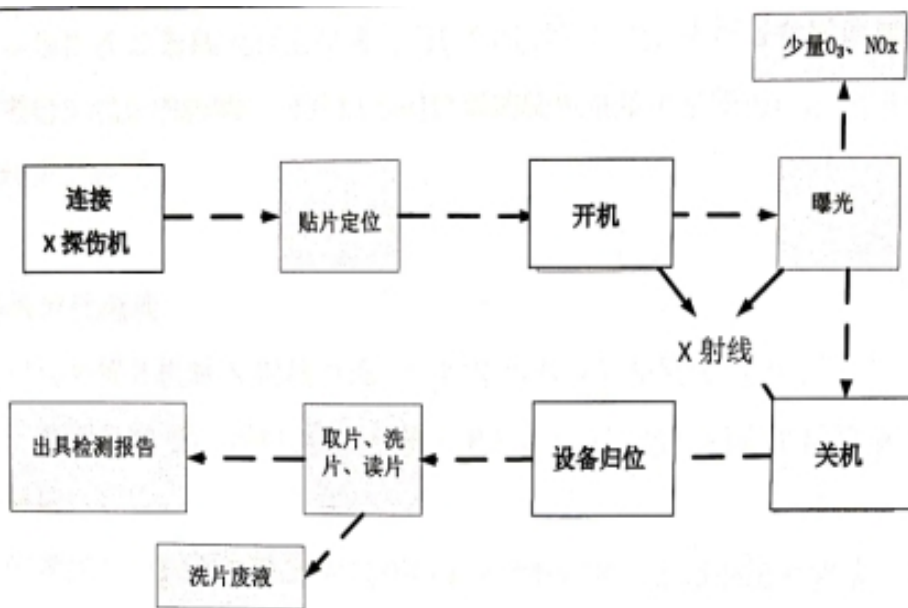 少量O₃、NOx
连接
X 探伤机
贴片定位
开机
曝光
X 射线
出具检测报告
取片、洗
片、读片
设备归位
关机
洗片废液